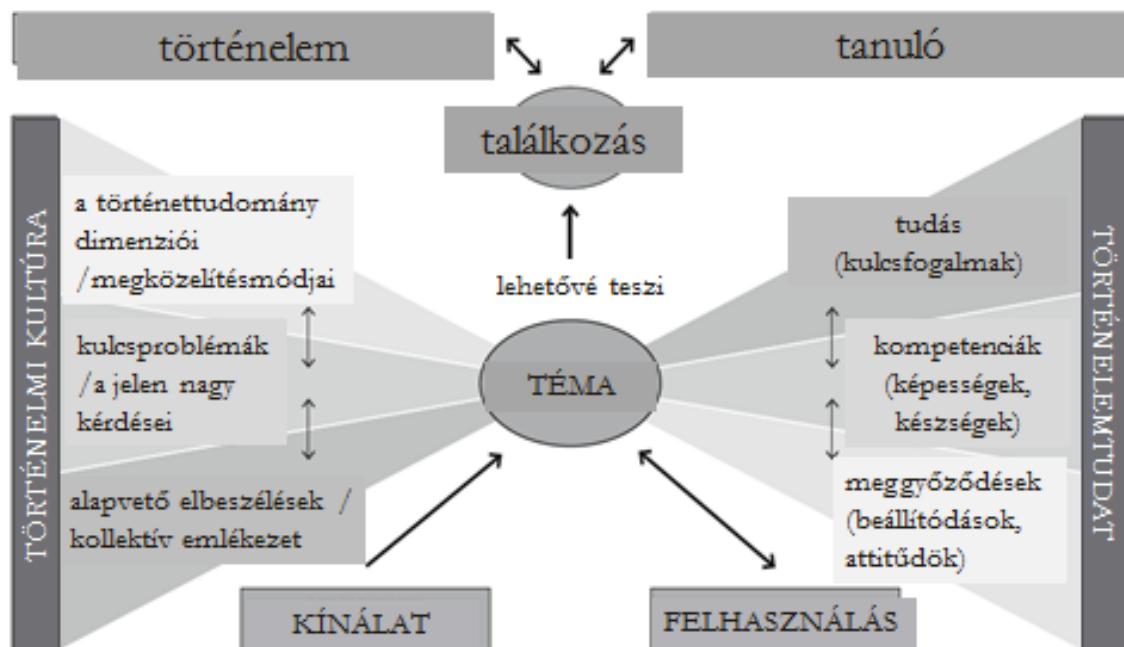 történelem
tanuló
találkozás
TÖRTÉNELMI KULTÚRA
a történettudomány
dimenziói
/megközelítésmódjai
kulcsproblémák
/a jelen nagy
kérdései
alapvető elbeszélések /
kollektív emlékezet
lehetővé teszi
TÉMA
tudás
(kulcsfogalmak)
kompetenciák
(képességek,
készségek)
meggyőződések
(beállítódások,
attitűdök)
TÖRTÉNELEMTUDAT
KÍNÁLAT
FELHASZNÁLÁS